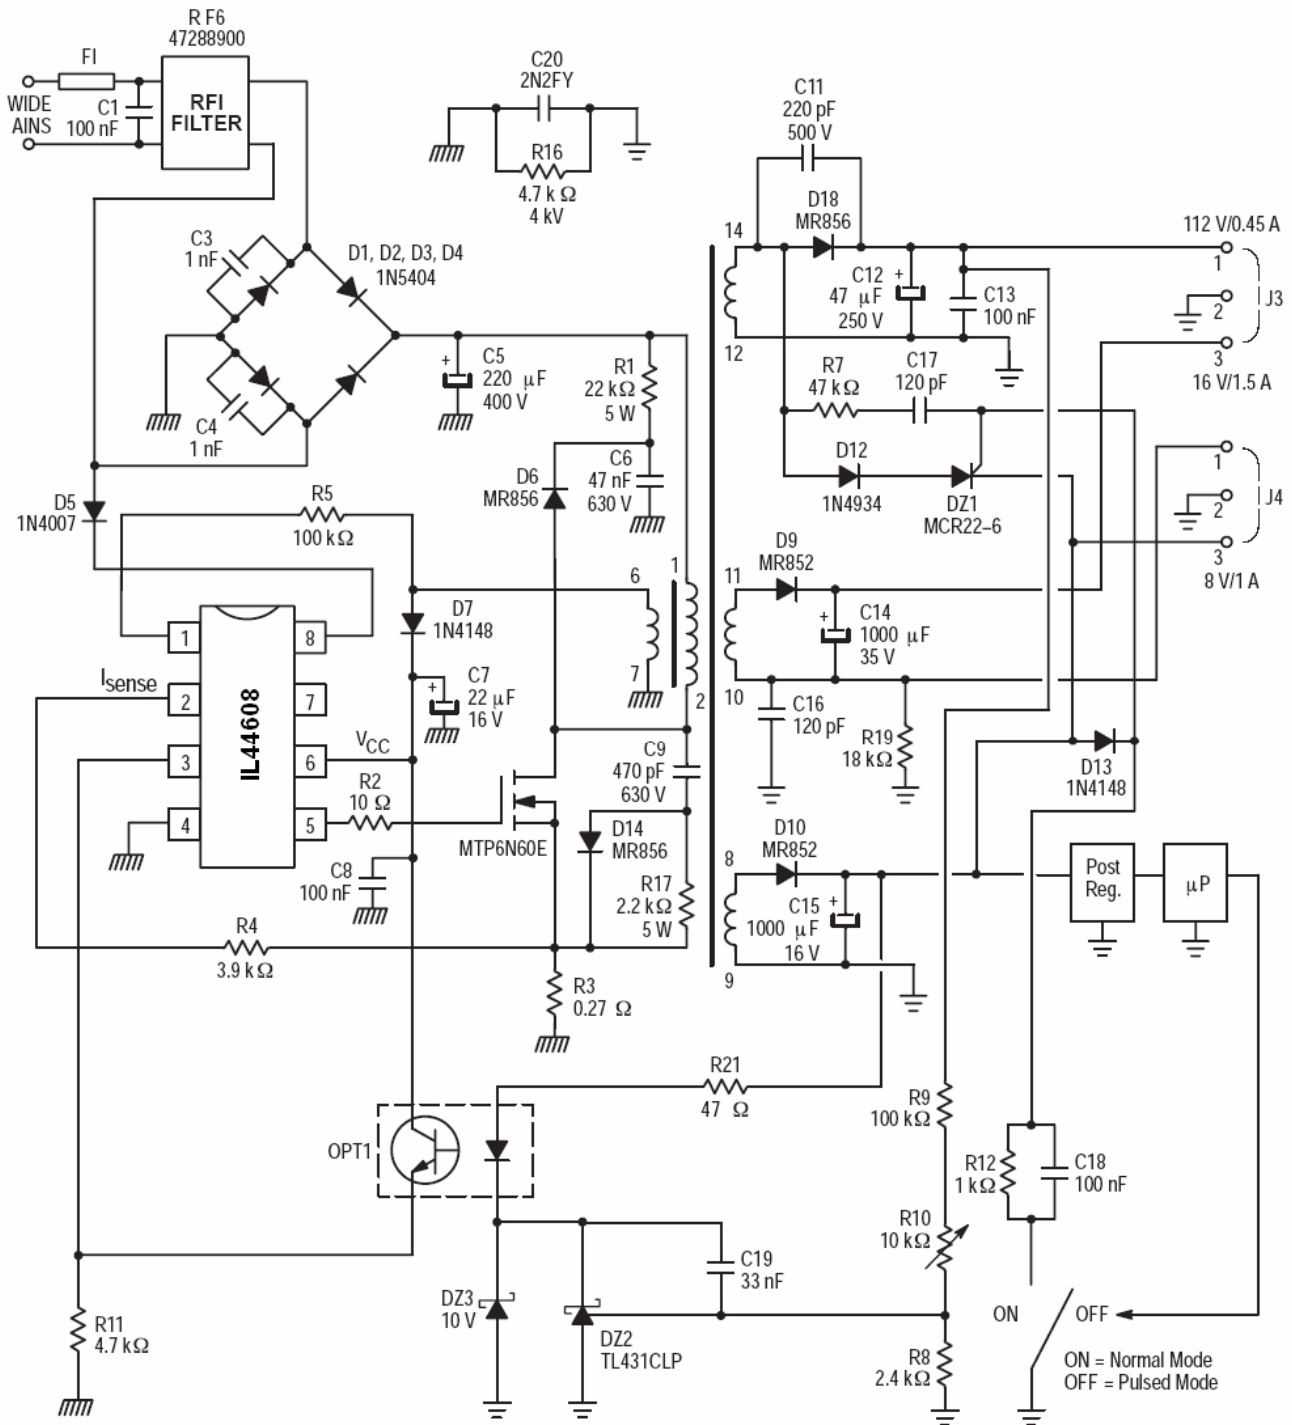 R F6
47288900
FI
WIDE
AINS
C1
100 nF
RFI
FILTER
C20
2N2FY
R16
4.7 k Ω
4 kV
C11
220 pF
500 V
D18
MR856
14
12
C12
47 μF
250 V
+
C13
100 nF
112 V/0.45 A
1
2
3
J3
16 V/1.5 A
C3
1 nF
D1, D2, D3, D4
1N5404
C4
1 nF
+
C5
220 μF
400 V
R1
22 kΩ
5 W
R7
47 kΩ
C17
120 pF
D12
1N4934
DZ1
MCR22–6
1
2
3
J4
8 V/1 A
D5
1N4007
R5
100 kΩ
D6
MR856
C6
47 nF
630 V
6
7
1
2
D7
1N4148
+
C7
22 μF
16 V
11
10
D9
MR852
+
C14
1000 μF
35 V
C16
120 pF
R19
18 kΩ
D13
1N4148
Isense
VCC
IL44608
1
2
3
4
8
7
6
5
R2
10 Ω
MTP6N60E
C9
470 pF
630 V
D14
MR856
R17
2.2 kΩ
5 W
8
9
D10
MR852
+
C15
1000 μF
16 V
Post
Reg.
μP
C8
100 nF
R4
3.9 kΩ
R3
0.27 Ω
R21
47 Ω
OPT1
R9
100 kΩ
R12
1 kΩ
C18
100 nF
R10
10 kΩ
C19
33 nF
DZ3
10 V
DZ2
TL431CLP
R11
4.7 kΩ
R8
2.4 kΩ
ON
OFF
ON = Normal Mode
OFF = Pulsed Mode